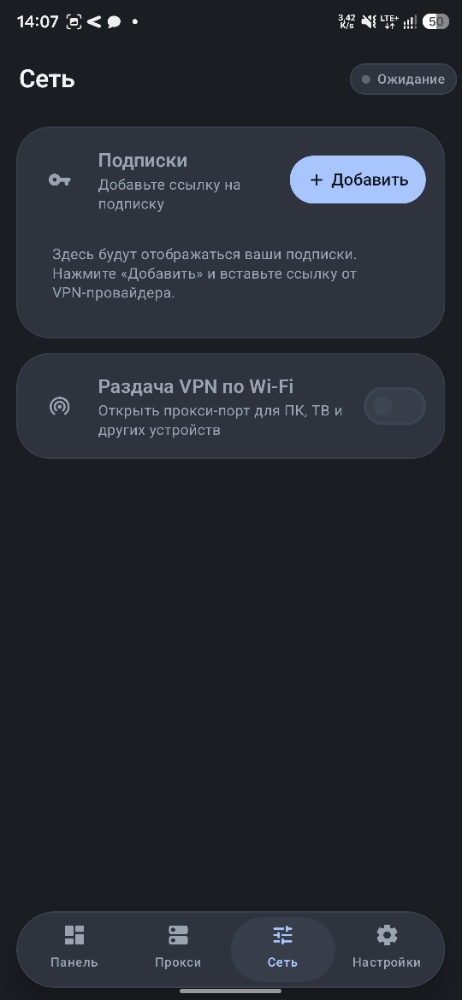 14:07
3,42 K/s
LTE+
50
Сеть
Ожидание
Подписки
Добавьте ссылку на
подписку
+ Добавить
Здесь будут отображаться ваши подписки.
Нажмите «Добавить» и вставьте ссылку от
VPN-провайдера.
Раздача VPN по Wi-Fi
Открыть прокси-порт для ПК, ТВ и
других устройств
Панель
Прокси
Сеть
Настройки